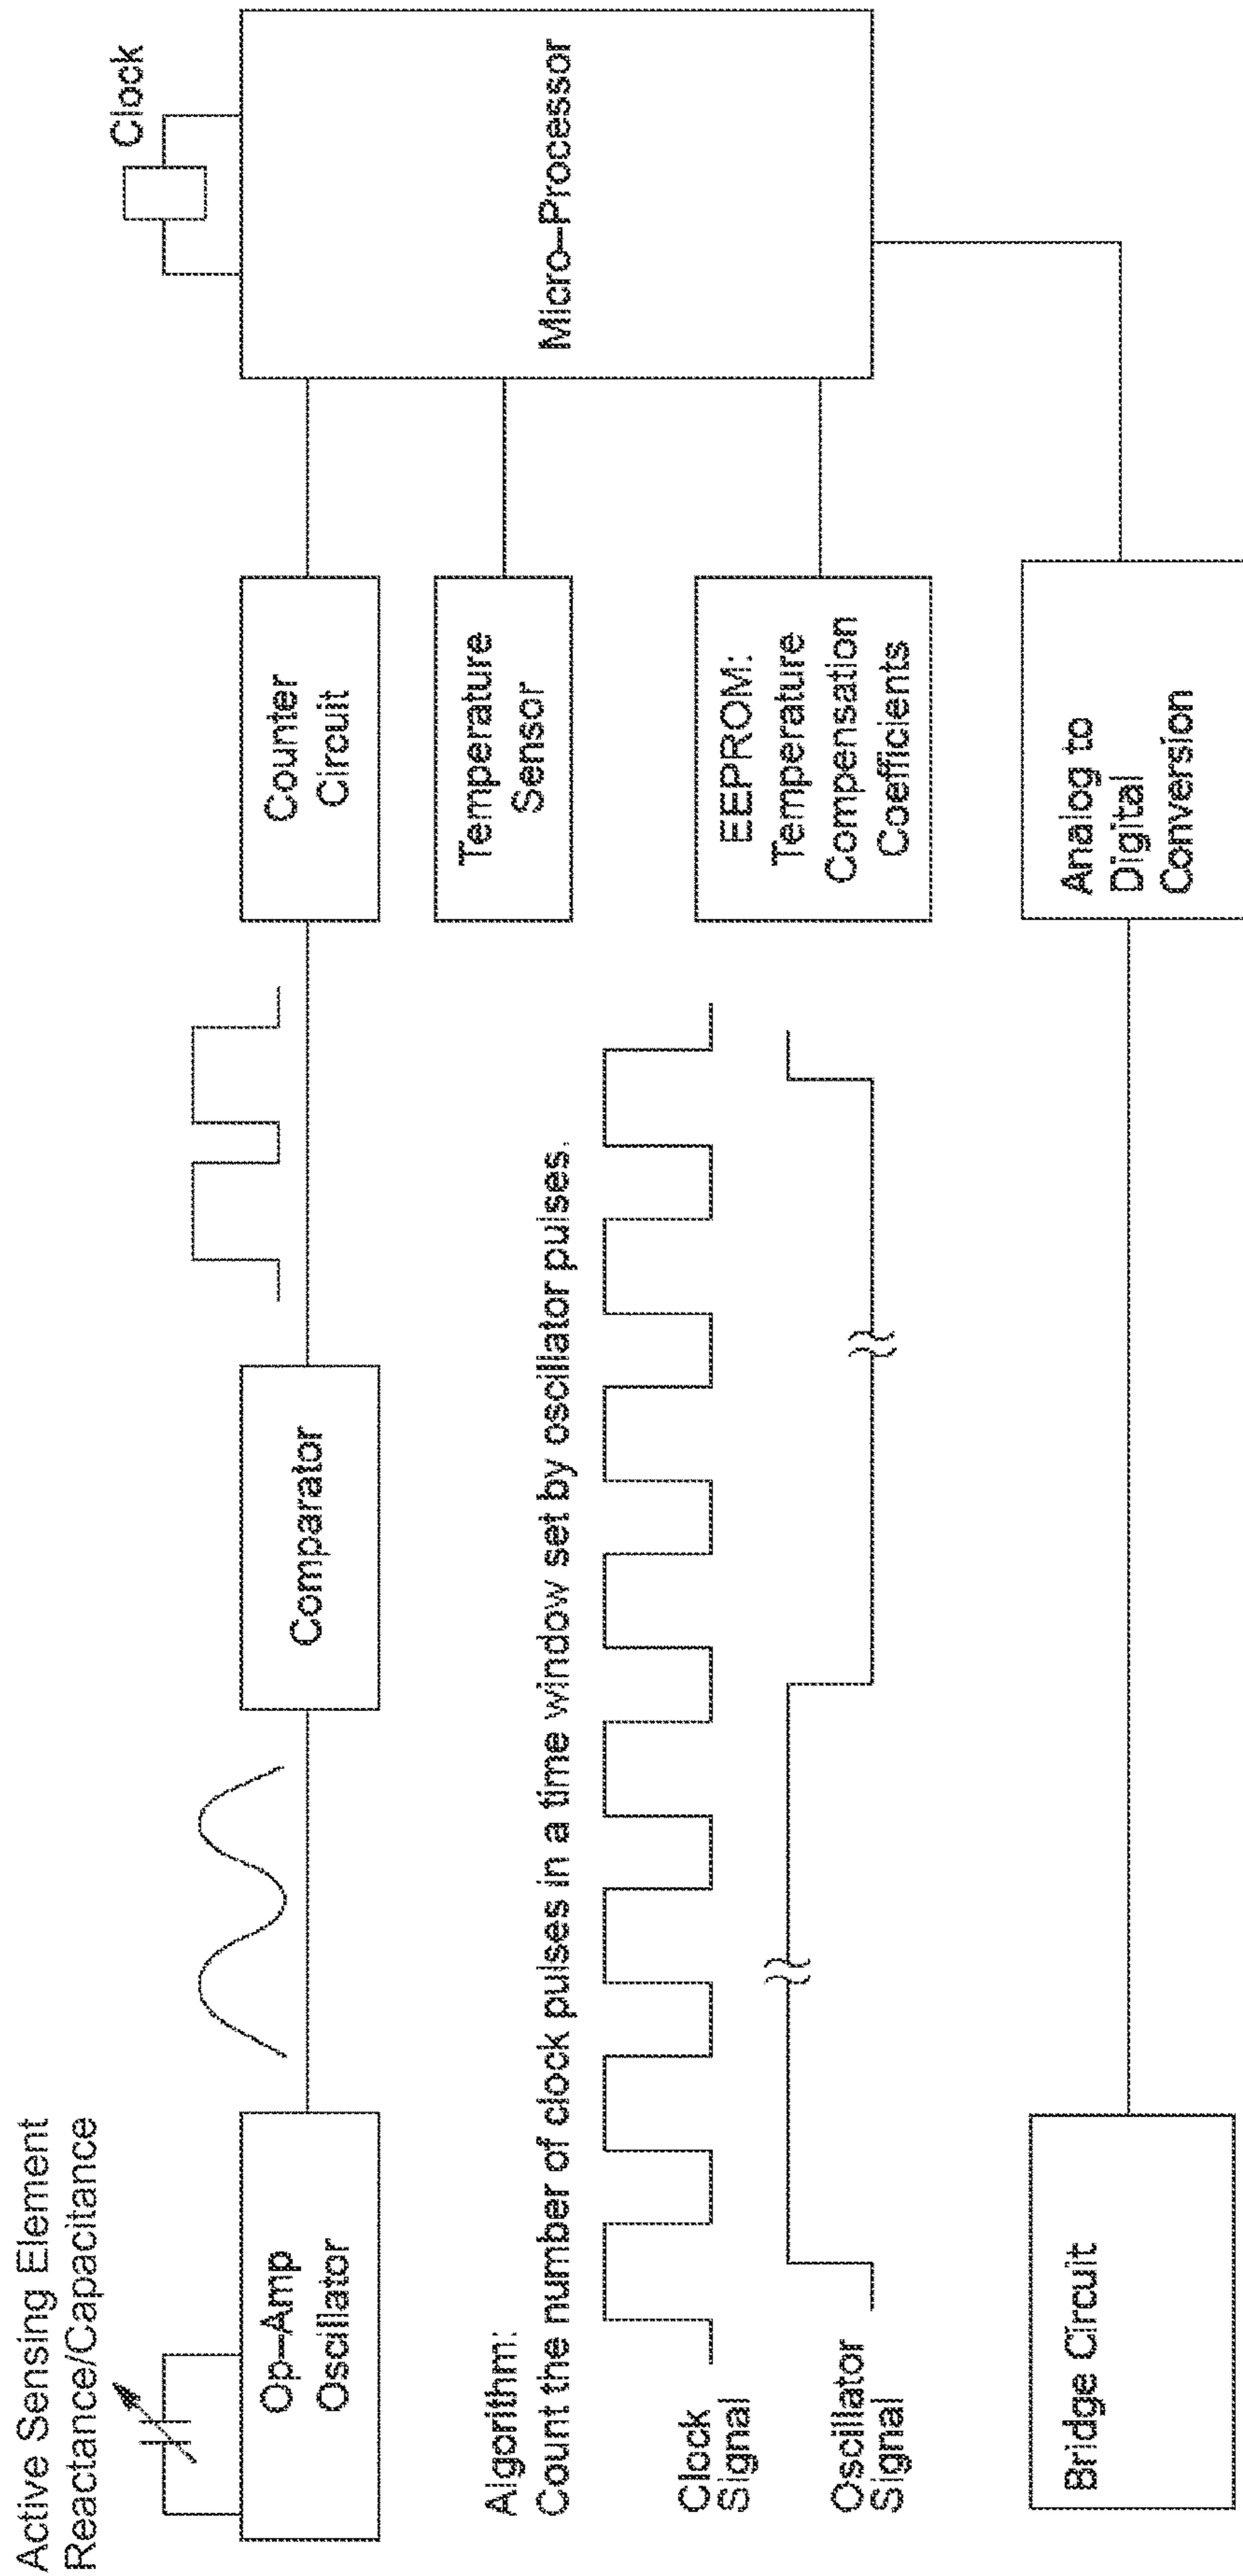 Active Sensing Element
Reactance/Capacitance
Clock
Op-Amp
Oscillator
Comparator
Counter
Circuit
Micro-Processor
Temperature
Sensor
Algorithm:
Count the number of clock pulses in a time window set by oscillator pulses.
Clock
Signal
EEPROM:
Temperature
Compensation
Coefficients
Oscillator
Signal
Bridge Circuit
Analog to
Digital
Conversion